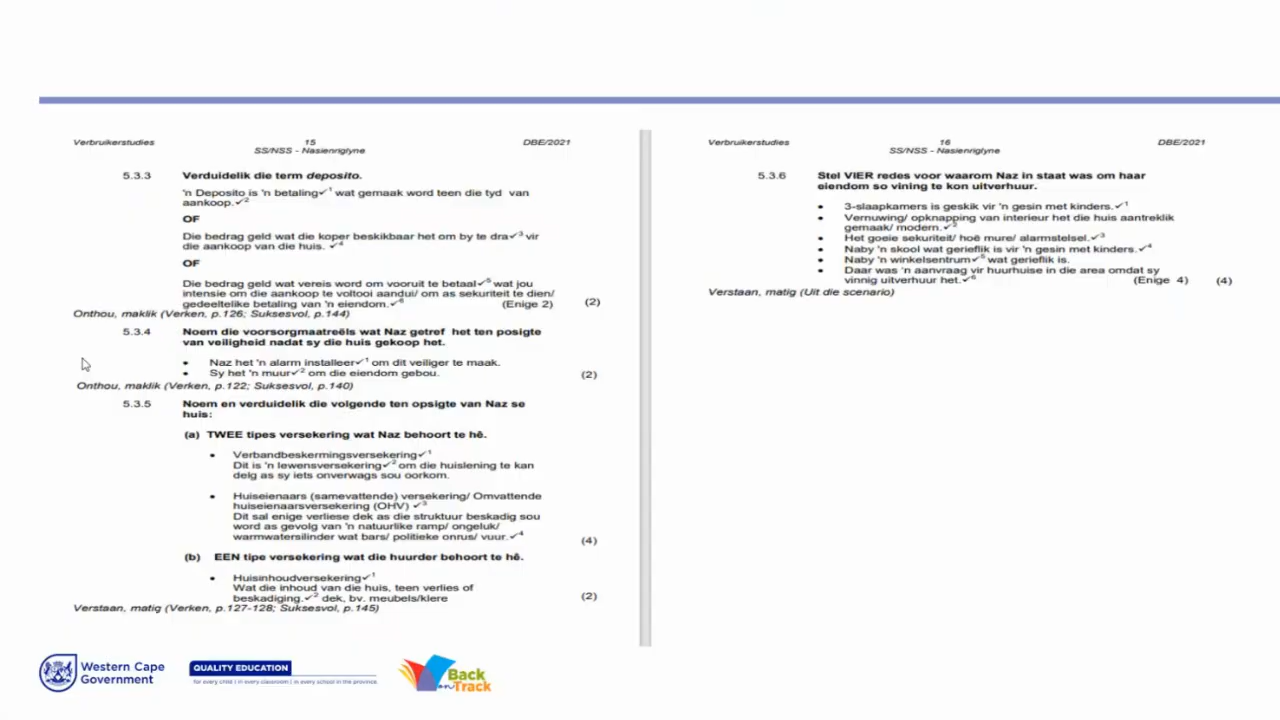 Verbruikerstudies 15 DBE/2021
SS/NSS - Nasienriglyne
5.3.3 Verduidelik die term deposito.
'n Deposito is 'n betaling✓1 wat gemaak word teen die tyd van
aankoop.✓2
OF
Die bedrag geld wat die koper beskikbaar het om by te dra✓3 vir
die aankoop van die huis. ✓4
OF
Die bedrag geld wat vereis word om vooruit te betaal✓5 wat jou
intensie om die aankoop te voltooi aandui/ om as sekuriteit te dien/
gedeeltelike betaling van 'n eiendom.✓6 (Enige 2) (2)
Onthou, maklik (Verken, p.126; Suksesvol, p.144)
5.3.4 Noem die voorsorgmaatreëls wat Naz getref het ten posigte
van veiligheid nadat sy die huis gekoop het.
• Naz het 'n alarm installeer✓1 om dit veiliger te maak.
• Sy het 'n muur✓2 om die eiendom gebou. (2)
Onthou, maklik (Verken, p.122; Suksesvol, p.140)
5.3.5 Noem en verduidelik die volgende ten opsigte van Naz se
huis:
(a) TWEE tipes versekering wat Naz behoort te hê.
• Verbandbeskermingsversekering✓1
Dit is 'n lewensversekering✓2 om die huislening te kan
delg as sy iets onverwags sou oorkom.
• Huiseienaars (samevattende) versekering/ Omvattende
huiseienaarsversekering (OHV) ✓3
Dit sal enige verliese dek as die struktuur beskadig sou
word as gevolg van 'n natuurlike ramp/ ongeluk/
warmwatersilinder wat bars/ politieke onrus/ vuur.✓4 (4)
(b) EEN tipe versekering wat die huurder behoort te hê.
• Huisinhoudversekering✓1
Wat die inhoud van die huis, teen verlies of
beskadiging.✓2 dek, bv. meubels/klere (2)
Verstaan, matig (Verken, p.127-128; Suksesvol, p.145)
Verbruikerstudies 16 DBE/2021
SS/NSS - Nasienriglyne
5.3.6 Stel VIER redes voor waarom Naz in staat was om haar
eiendom so vining te kon uitverhuur.
• 3-slaapkamers is geskik vir 'n gesin met kinders.✓1
• Vernuwing/ opknapping van interieur het die huis aantreklik
gemaak/ modern.✓2
• Het goeie sekuriteit/ hoë mure/ alarmstelsel.✓3
• Naby 'n skool wat gerieflik is vir 'n gesin met kinders.✓4
• Naby 'n winkelsentrum✓5 wat gerieflik is.
• Daar was 'n aanvraag vir huurhuise in die area omdat sy
vinnig uitverhuur het.✓6 (Enige 4) (4)
Verstaan, matig (Uit die scenario)
Western Cape
Government
QUALITY EDUCATION
for every child | in every classroom | in every school in the province.
Back
on Track